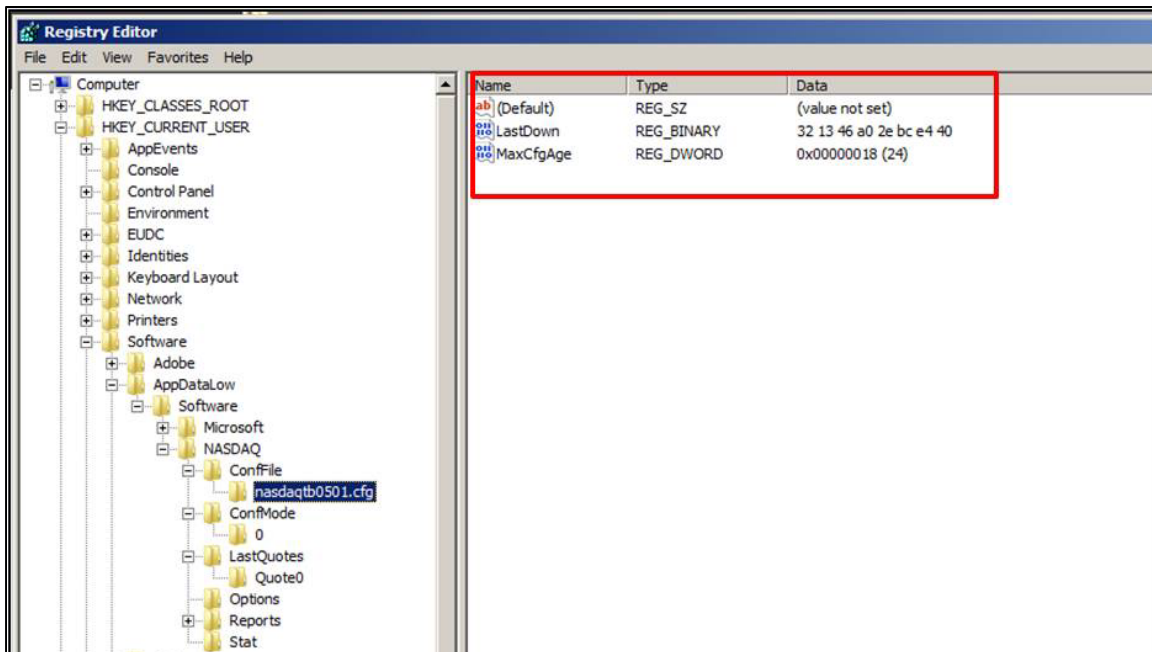 Registry Editor
File Edit View Favorites Help
Computer
HKEY_CLASSES_ROOT
HKEY_CURRENT_USER
AppEvents
Console
Control Panel
Environment
EUDC
Identities
Keyboard Layout
Network
Printers
Software
Adobe
AppDataLow
Software
Microsoft
NASDAQ
ConfFile
nasdaqtb0501.cfg
ConfMode
0
LastQuotes
Quote0
Options
Reports
Stat
Name Type Data
(Default) REG_SZ (value not set)
LastDown REG_BINARY 32 13 46 a0 2e bc e4 40
MaxCfgAge REG_DWORD 0x00000018 (24)